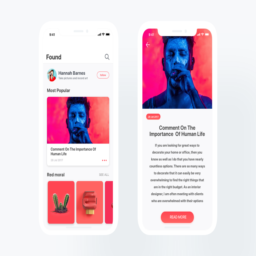 Found
Hannah Barnes
Most Popular
Comment On The Importance Of
Human Life
Red moral
Comment On The
Importance Of Human Life
If you are looking for great ways to
decorate your home or office, then you
know as well as I do that you have nearly
countless options. There are so many ways
to decorate that it can easily be very
overwhelming to find the right things that
are in the right budget. As an interior
designer, I am often meeting with clients
who are overwhelmed with their options.
READ MORE